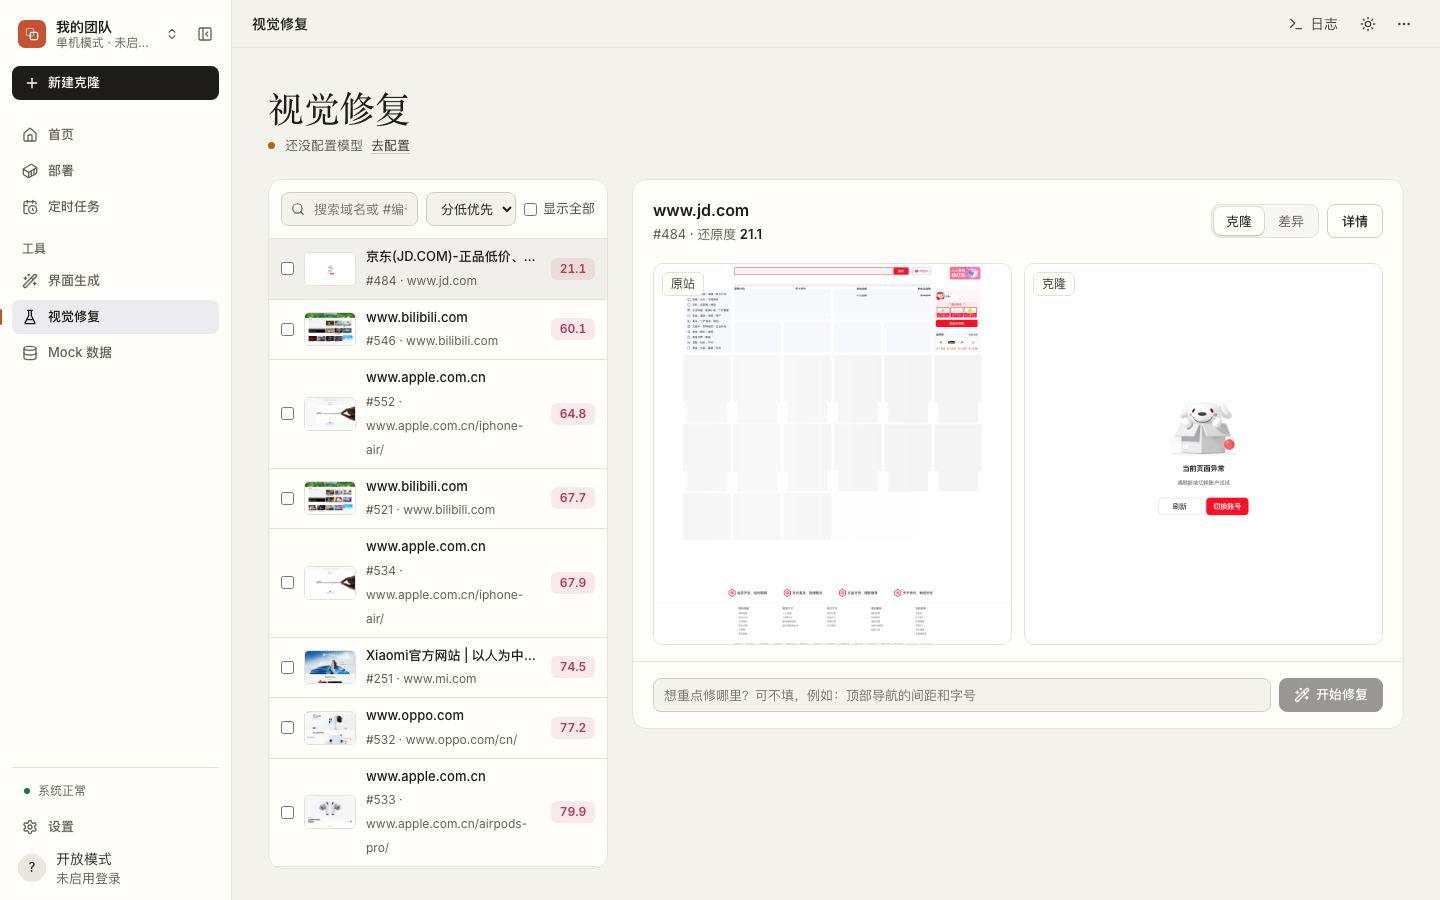 我的团队
单机模式 · 未启...
新建克隆
首页
部署
定时任务
工具
界面生成
视觉修复
Mock 数据
系统正常
设置
?
开放模式
未启用登录
视觉修复
日志
视觉修复
还没配置模型 去配置
搜索域名或 #编
分低优先
显示全部
京东(JD.COM)-正品低价、...
#484 · www.jd.com
21.1
www.bilibili.com
#546 · www.bilibili.com
60.1
www.apple.com.cn
#552 ·
www.apple.com.cn/iphone-
air/
64.8
www.bilibili.com
#521 · www.bilibili.com
67.7
www.apple.com.cn
#534 ·
www.apple.com.cn/iphone-
air/
67.9
Xiaomi官方网站 | 以人为中...
#251 · www.mi.com
74.5
www.oppo.com
#532 · www.oppo.com/cn/
77.2
www.apple.com.cn
#533 ·
www.apple.com.cn/airpods-
pro/
79.9
www.jd.com
#484 · 还原度 21.1
克隆
差异
详情
原站
克隆
当前页面异常
刷新
切换账号
想重点修哪里？可不填，例如：顶部导航的间距和字号
开始修复